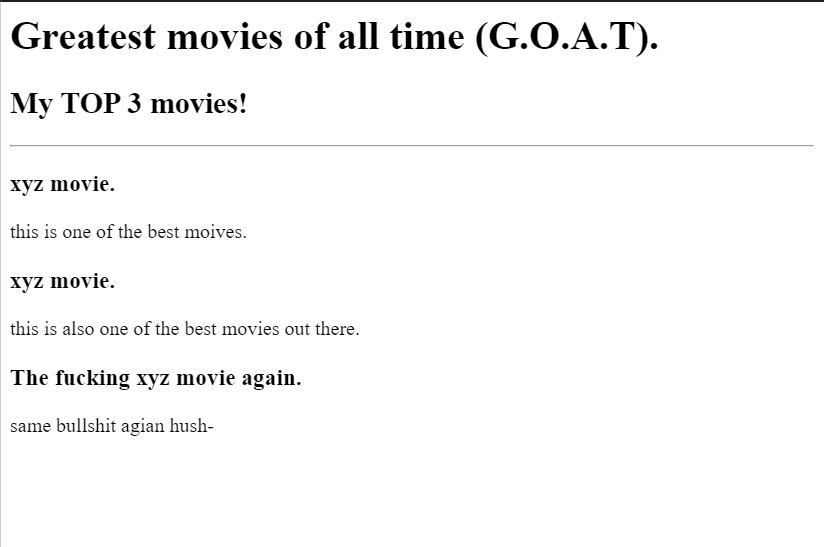 Greatest movies of all time (G.O.A.T).
My TOP 3 movies!
xyz movie.
this is one of the best moives.
xyz movie.
this is also one of the best movies out there.
The fucking xyz movie again.
same bullshit agian hush-